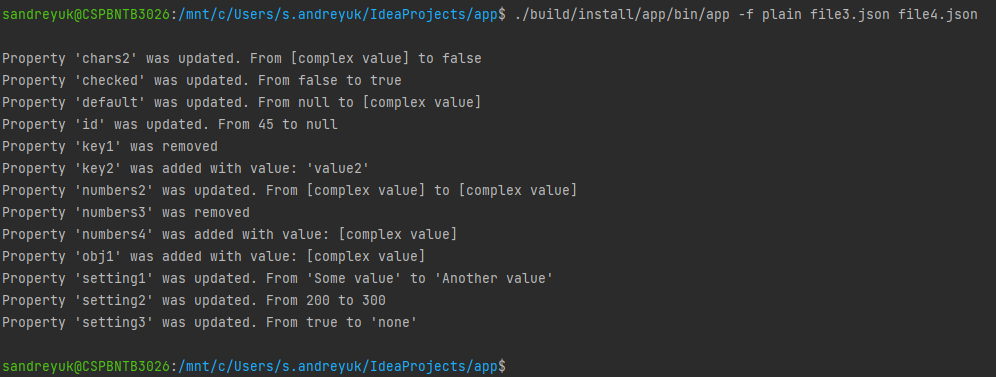 sandreyuk@CSPBNTB3026:/mnt/c/Users/s.andreyuk/IdeaProjects/app$ ./build/install/app/bin/app -f plain file3.json file4.json
Property 'chars2' was updated. From [complex value] to false
Property 'checked' was updated. From false to true
Property 'default' was updated. From null to [complex value]
Property 'id' was updated. From 45 to null
Property 'key1' was removed
Property 'key2' was added with value: 'value2'
Property 'numbers2' was updated. From [complex value] to [complex value]
Property 'numbers3' was removed
Property 'numbers4' was added with value: [complex value]
Property 'obj1' was added with value: [complex value]
Property 'setting1' was updated. From 'Some value' to 'Another value'
Property 'setting2' was updated. From 200 to 300
Property 'setting3' was updated. From true to 'none'
sandreyuk@CSPBNTB3026:/mnt/c/Users/s.andreyuk/IdeaProjects/app$